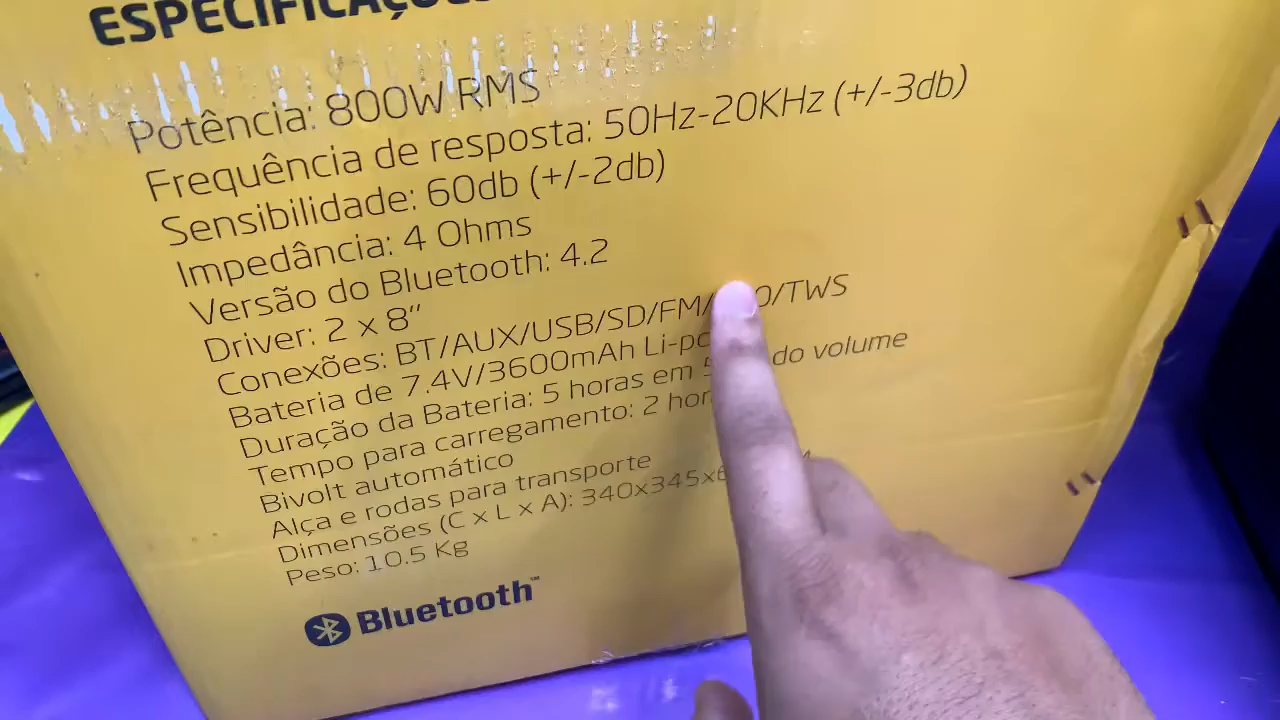 ESPECIFICAÇÕES
Potência: 800W RMS
Frequência de resposta: 50Hz-20KHz (+/-3db)
Sensibilidade: 60db (+/-2db)
Impedância: 4 Ohms
Versão do Bluetooth: 4.2
Driver: 2 x 8”
Conexões: BT/AUX/USB/SD/FM/ /TWS
Bateria de 7.4V/3600mAh
Duração da Bateria: 5 horas em do volume
Tempo para carregamento: 2
Bivolt automático
Alça e rodas para transporte
Dimensões (C x L x A): 340x345x
Peso: 10.5 Kg
Bluetooth™